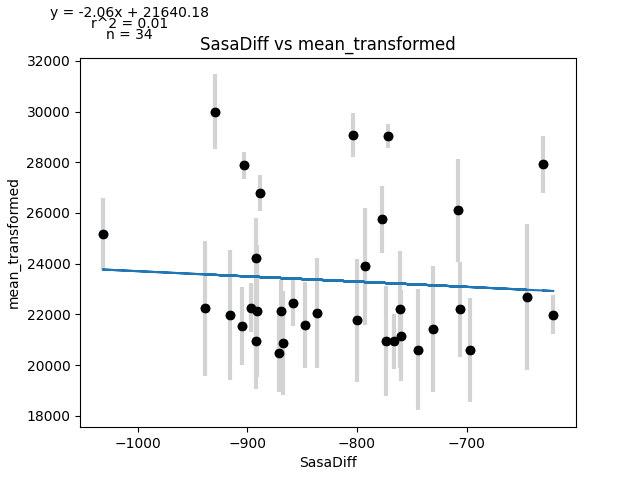 y = -2.06x + 21640.18
r^2 = 0.01
n = 34
SasaDiff vs mean_transformed
32000
30000
28000
26000
24000
22000
20000
18000
mean_transformed
−1000
−900
−800
−700
SasaDiff